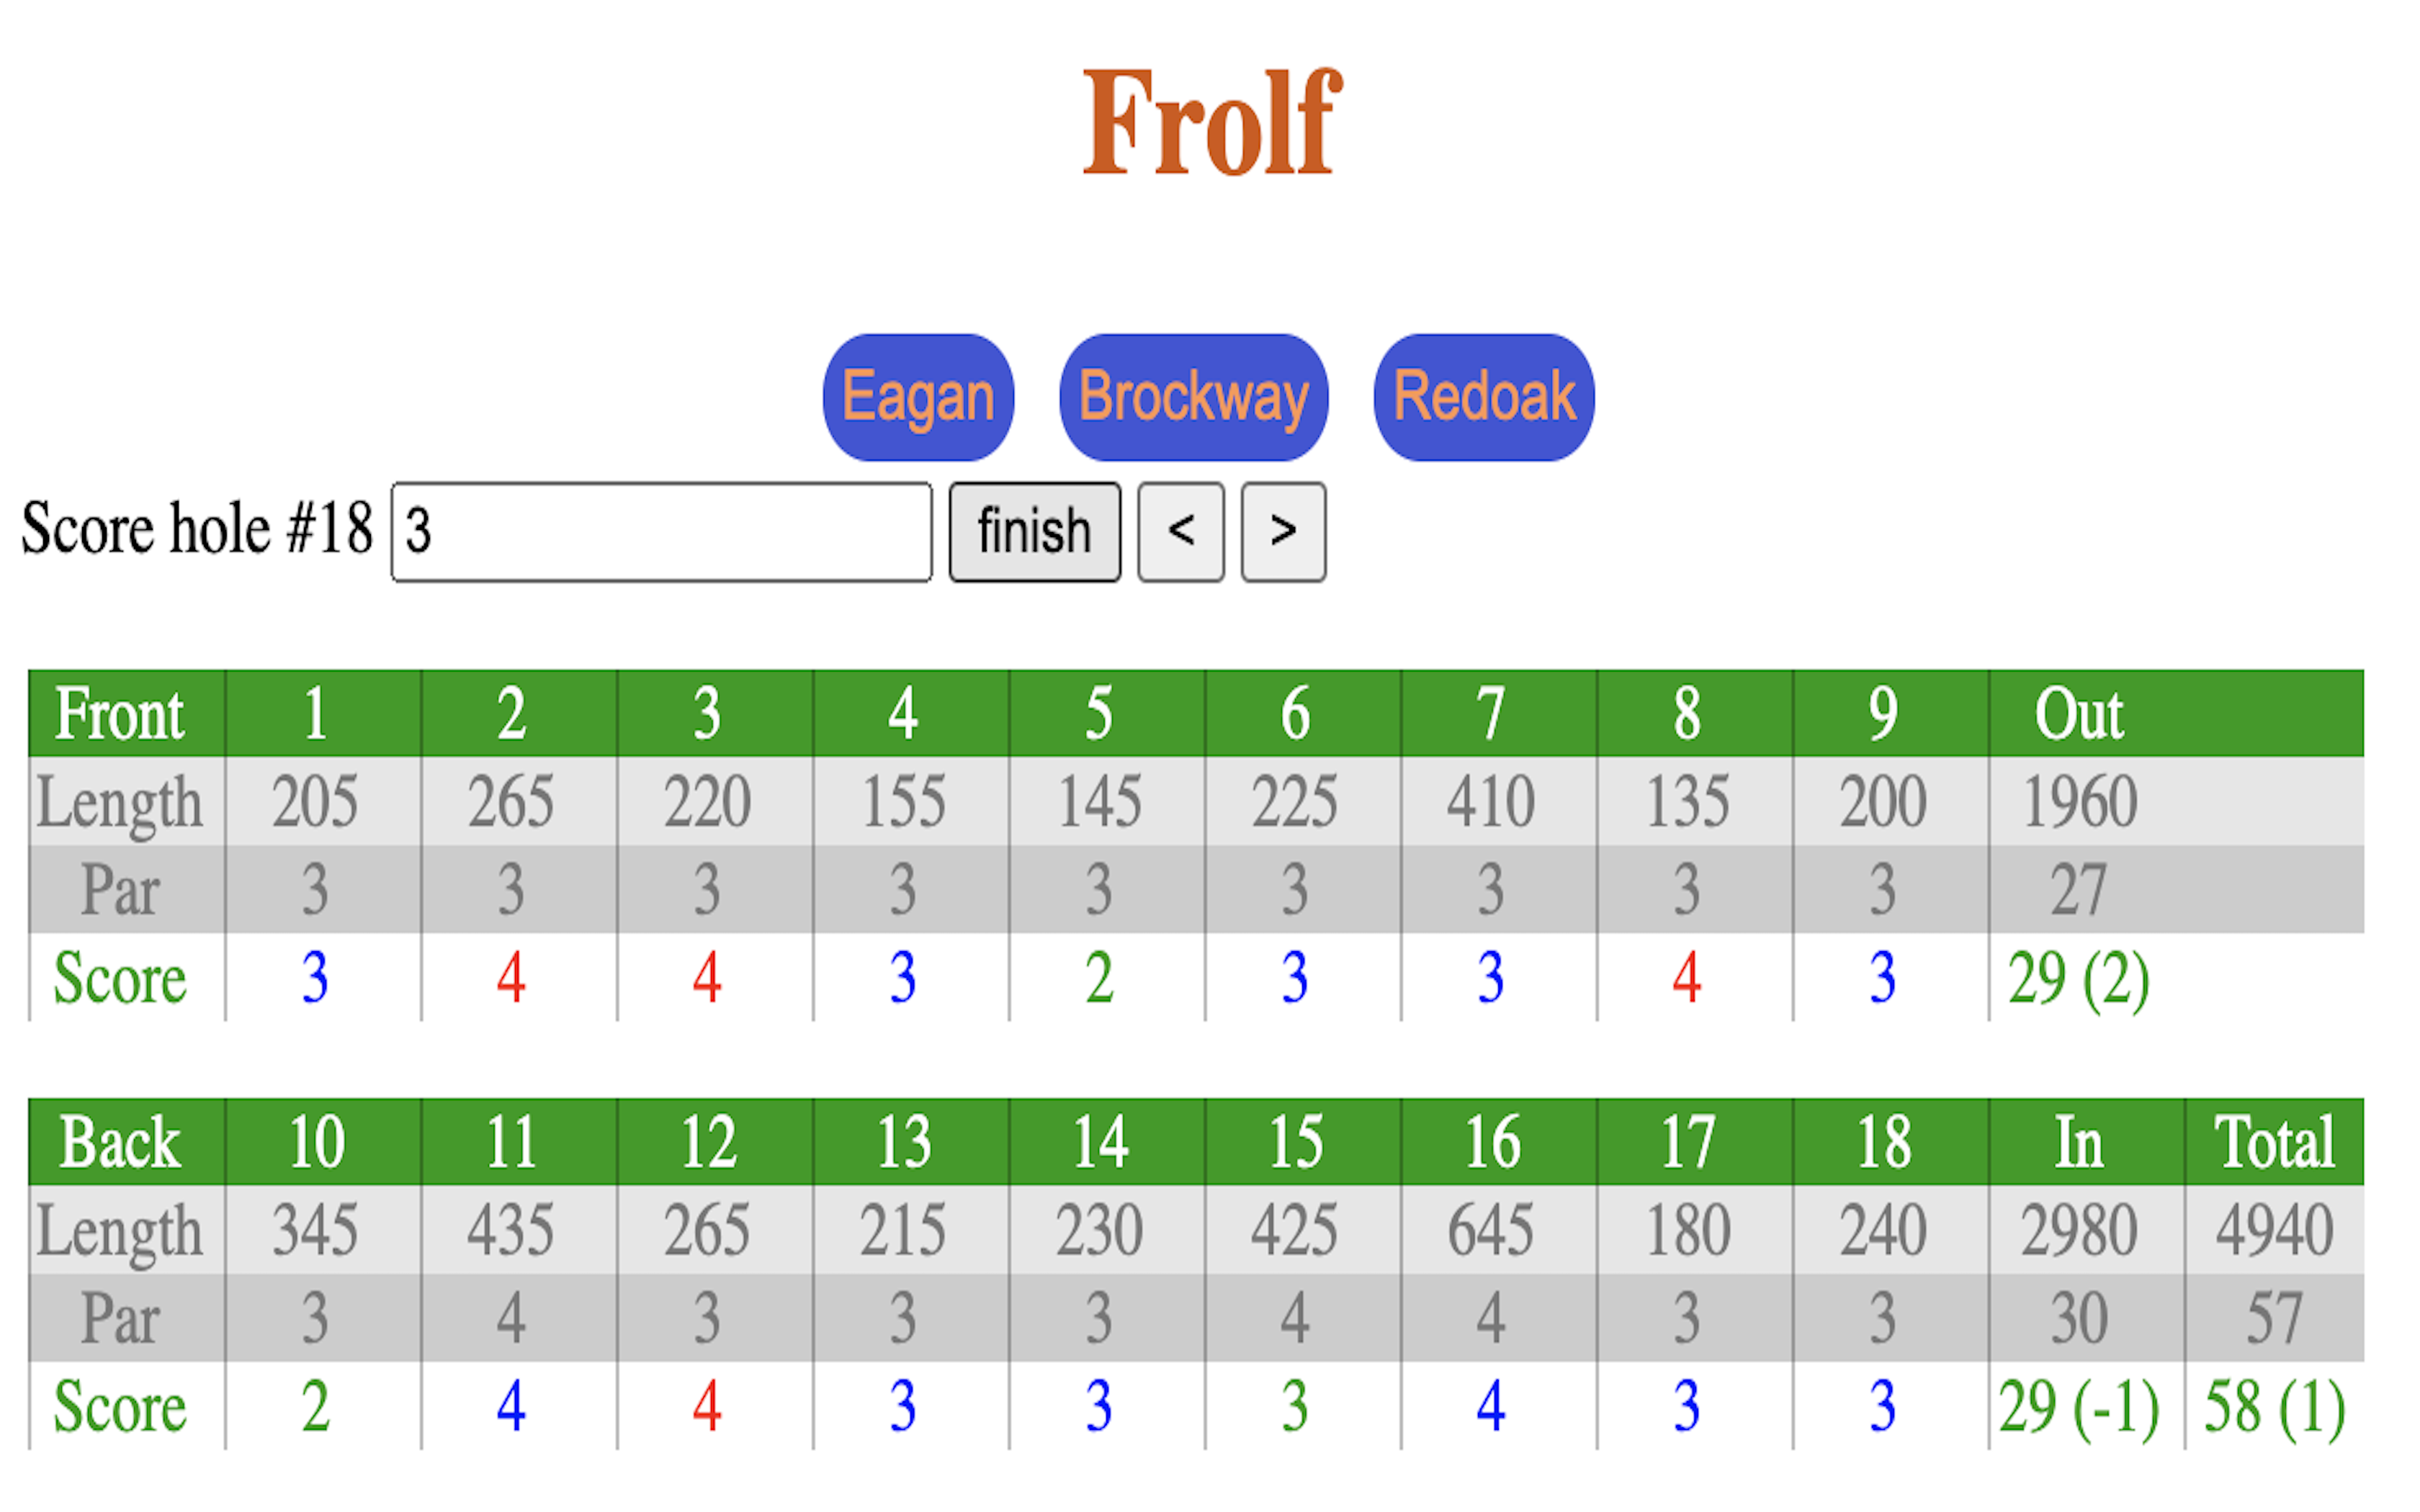 Frolf
Eagan Brockway Redoak
Score hole #18 3 finish < >
Front 1 2 3 4 5 6 7 8 9 Out
Length 205 265 220 155 145 225 410 135 200 1960
Par 3 3 3 3 3 3 3 3 3 27
Score 3 4 4 3 2 3 3 4 3 29 (2)
Back 10 11 12 13 14 15 16 17 18 In Total
Length 345 435 265 215 230 425 645 180 240 2980 4940
Par 3 4 3 3 3 4 4 3 3 30 57
Score 2 4 4 3 3 3 4 3 3 29 (-1) 58 (1)